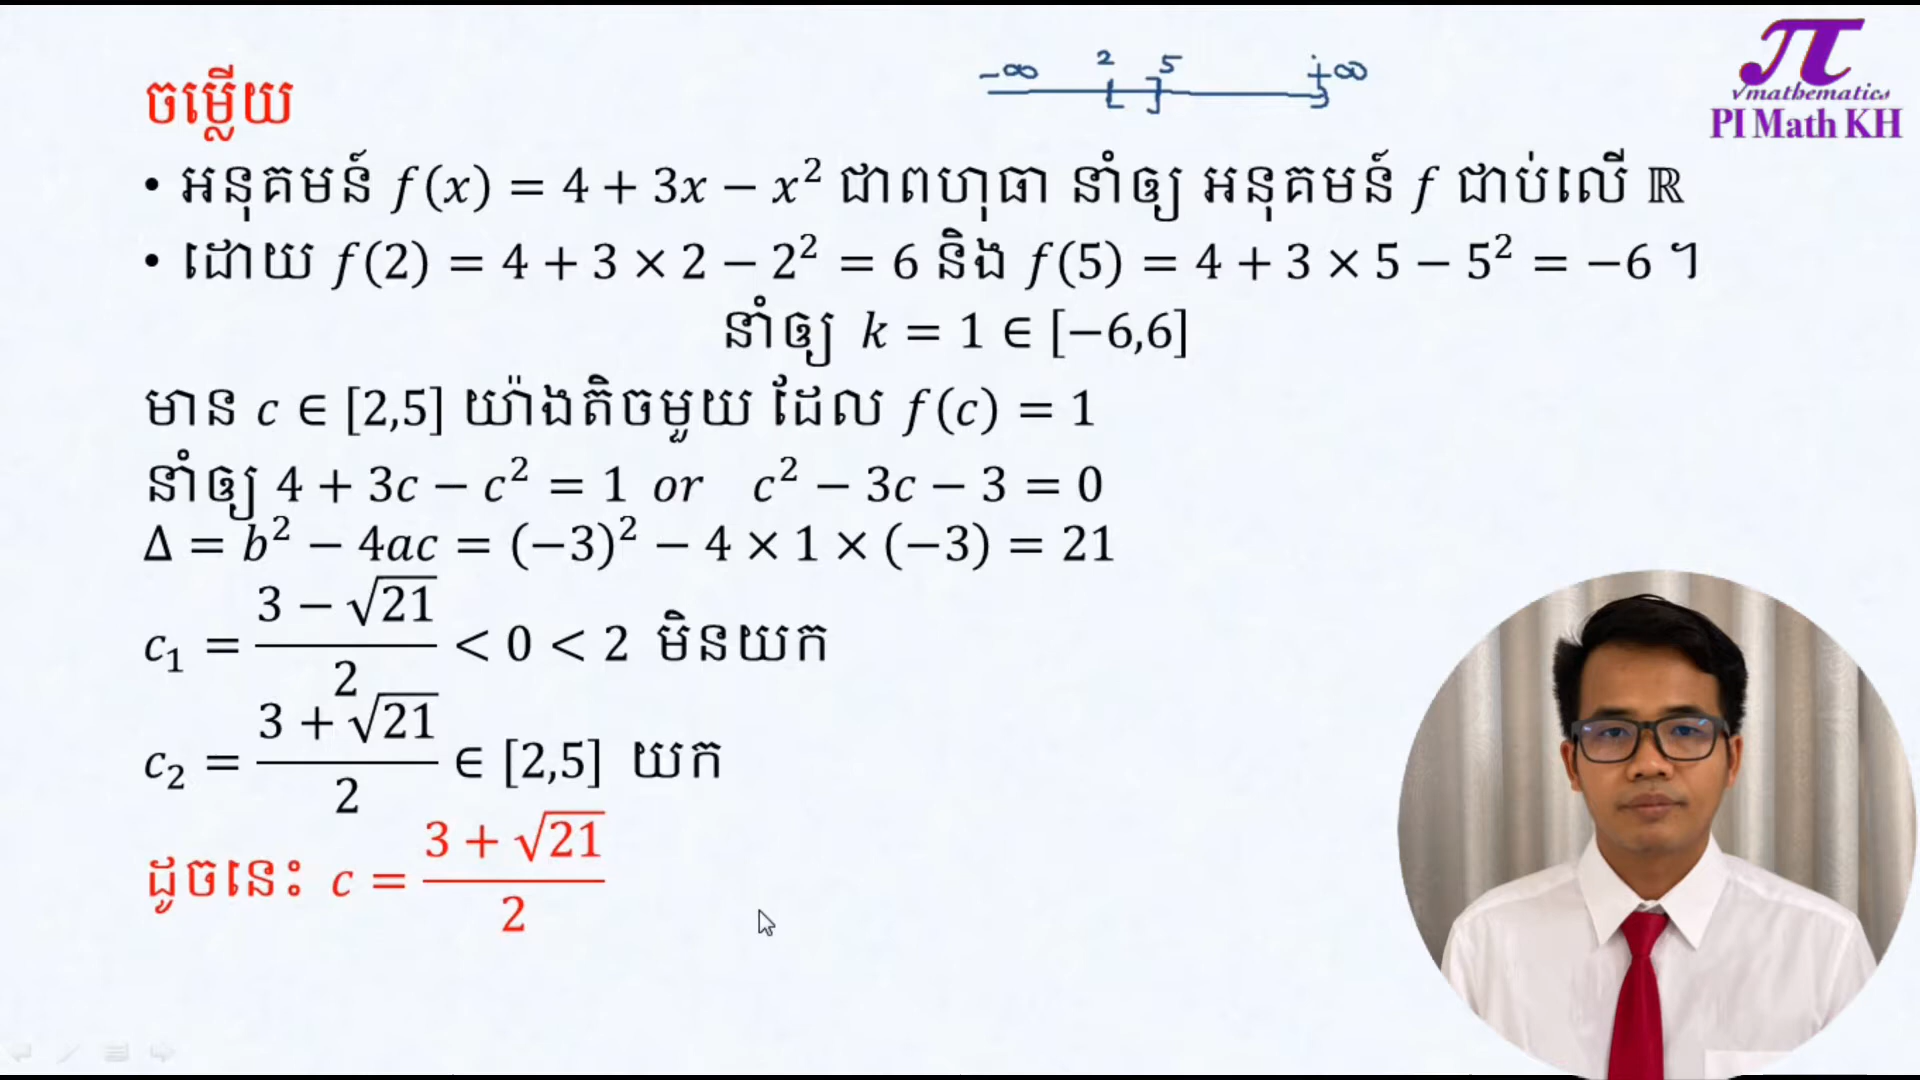 -∞ 2 5 +∞
π
√mathematics
PI Math KH
ចម្លើយ
• អនុគមន៍ f(x) = 4 + 3x − x² ជាពហុធា នាំឲ្យ អនុគមន៍ f ជាប់លើ ℝ
• ដោយ f(2) = 4 + 3 × 2 − 2² = 6 និង f(5) = 4 + 3 × 5 − 5² = −6 ។
នាំឲ្យ k = 1 ∈ [−6,6]
មាន c ∈ [2,5] យ៉ាងតិចមួយ ដែល f(c) = 1
នាំឲ្យ 4 + 3c − c² = 1 or c² − 3c − 3 = 0
Δ = b² − 4ac = (−3)² − 4 × 1 × (−3) = 21
c₁ = (3 − √21)/2 < 0 < 2 មិនយក
c₂ = (3 + √21)/2 ∈ [2,5] យក
ដូចនេះ c = (3 + √21)/2